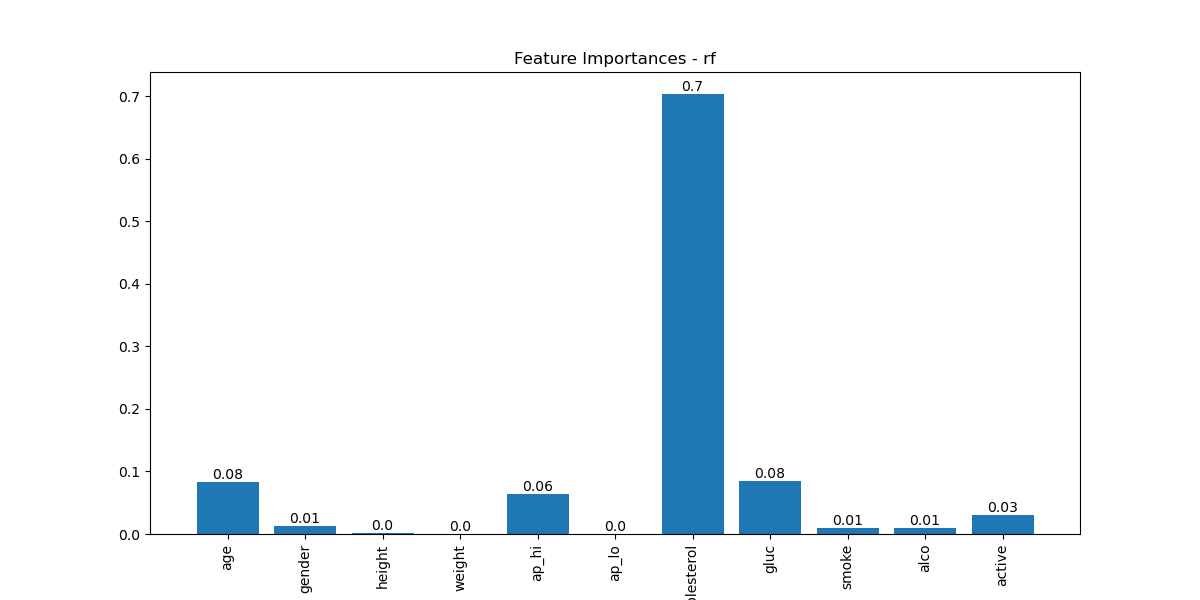 Feature Importances - rf
0.7
0.6
0.5
0.4
0.3
0.2
0.1
0.0
0.08
0.01
0.0
0.0
0.06
0.0
0.7
0.08
0.01
0.01
0.03
age
gender
height
weight
ap_hi
ap_lo
olesterol
gluc
smoke
alco
active